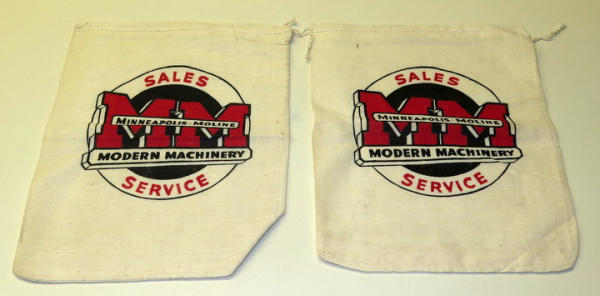 SALES
MM
MINNEAPOLIS-MOLINE
MODERN MACHINERY
SERVICE
SALES
MM
MINNEAPOLIS-MOLINE
MODERN MACHINERY
SERVICE